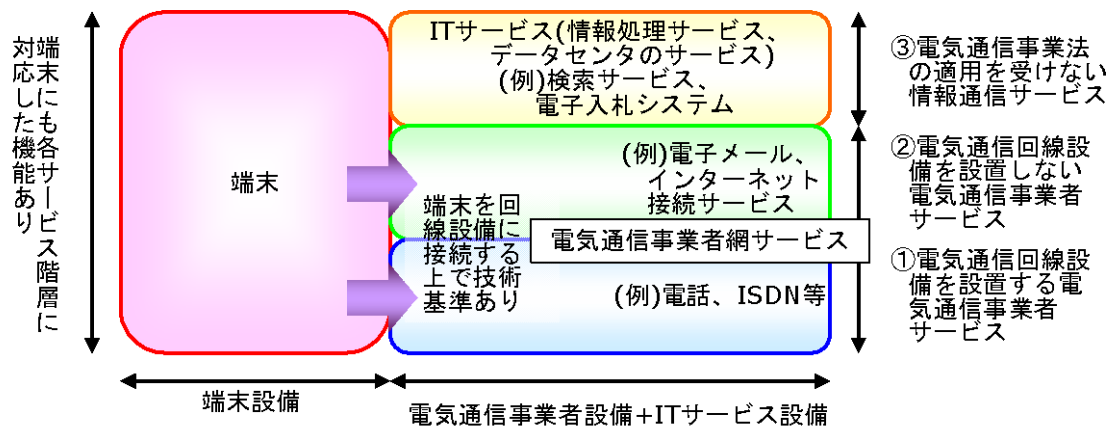 端末にも各サービス階層に
対応した機能あり
端末
ITサービス(情報処理サービス、
データセンタのサービス)
(例)検索サービス、
電子入札システム
(例)電子メール、
インターネット
接続サービス
端末を回
線設備に
接続する
上で技術
基準あり
電気通信事業者網サービス
(例)電話、ISDN等
③電気通信事業法
の適用を受けない
情報通信サービス
②電気通信回線設
備を設置しない
電気通信事業者
サービス
①電気通信回線設
備を設置する電
気通信事業者
サービス
端末設備
電気通信事業者設備+ITサービス設備